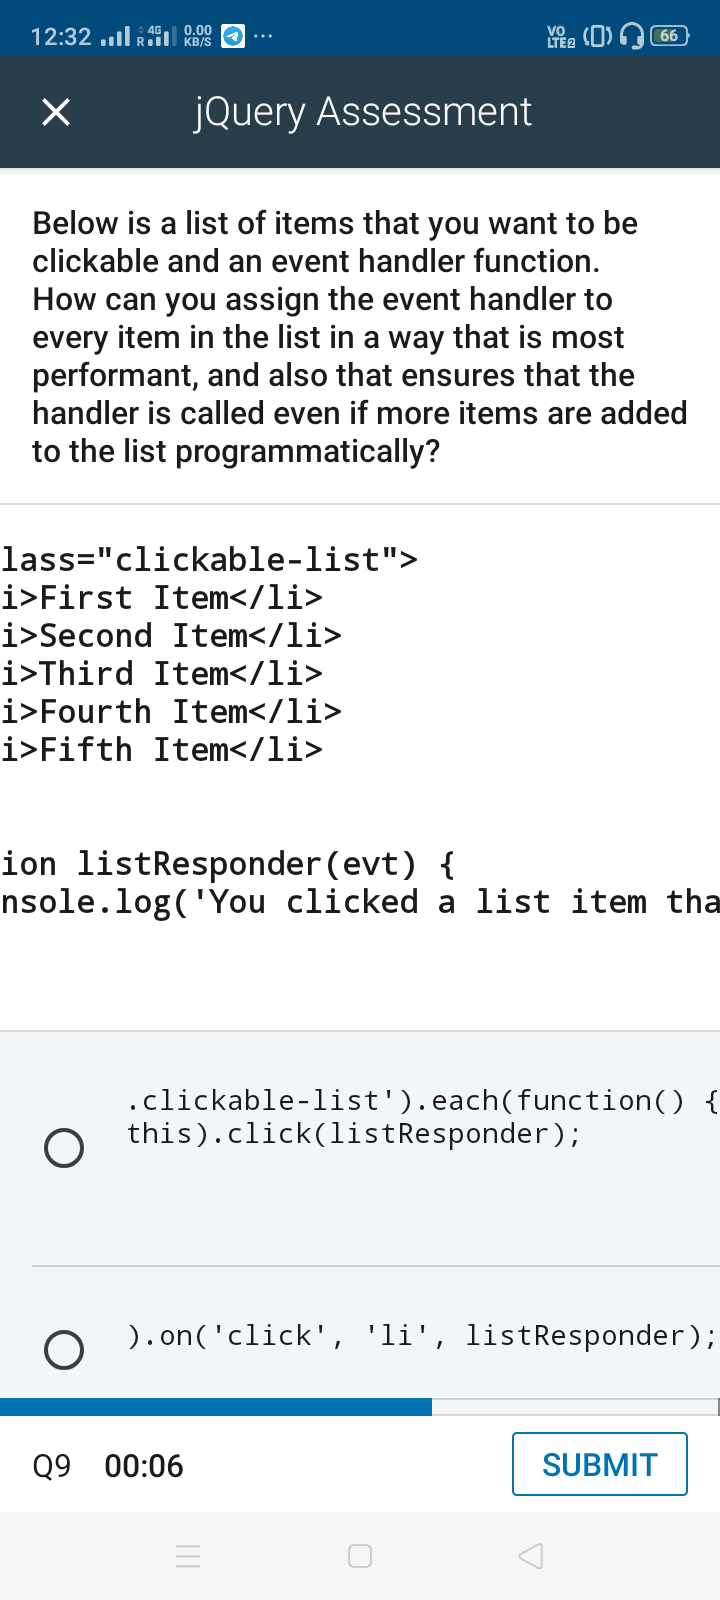 12:32 R 4G 0.00 KB/S ... VO LTE2 66
jQuery Assessment
Below is a list of items that you want to be
clickable and an event handler function.
How can you assign the event handler to
every item in the list in a way that is most
performant, and also that ensures that the
handler is called even if more items are added
to the list programmatically?
lass="clickable-list">
i>First Item</li>
i>Second Item</li>
i>Third Item</li>
i>Fourth Item</li>
i>Fifth Item</li>
ion listResponder(evt) {
nsole.log('You clicked a list item tha
.clickable-list').each(function() {
this).click(listResponder);
).on('click', 'li', listResponder);
Q9 00:06 SUBMIT